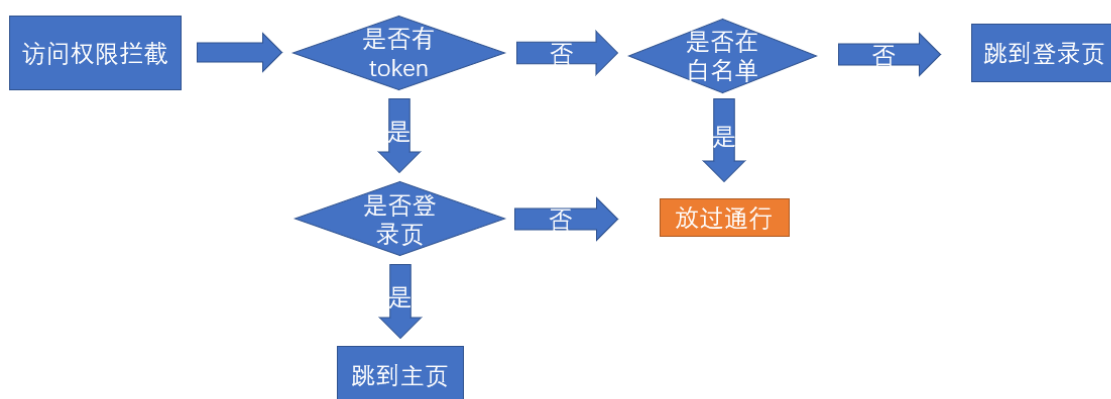 访问权限拦截
是否有
token
否
是否在
白名单
否
跳到登录页
是
是
是否登
录页
否
放过通行
是
跳到主页